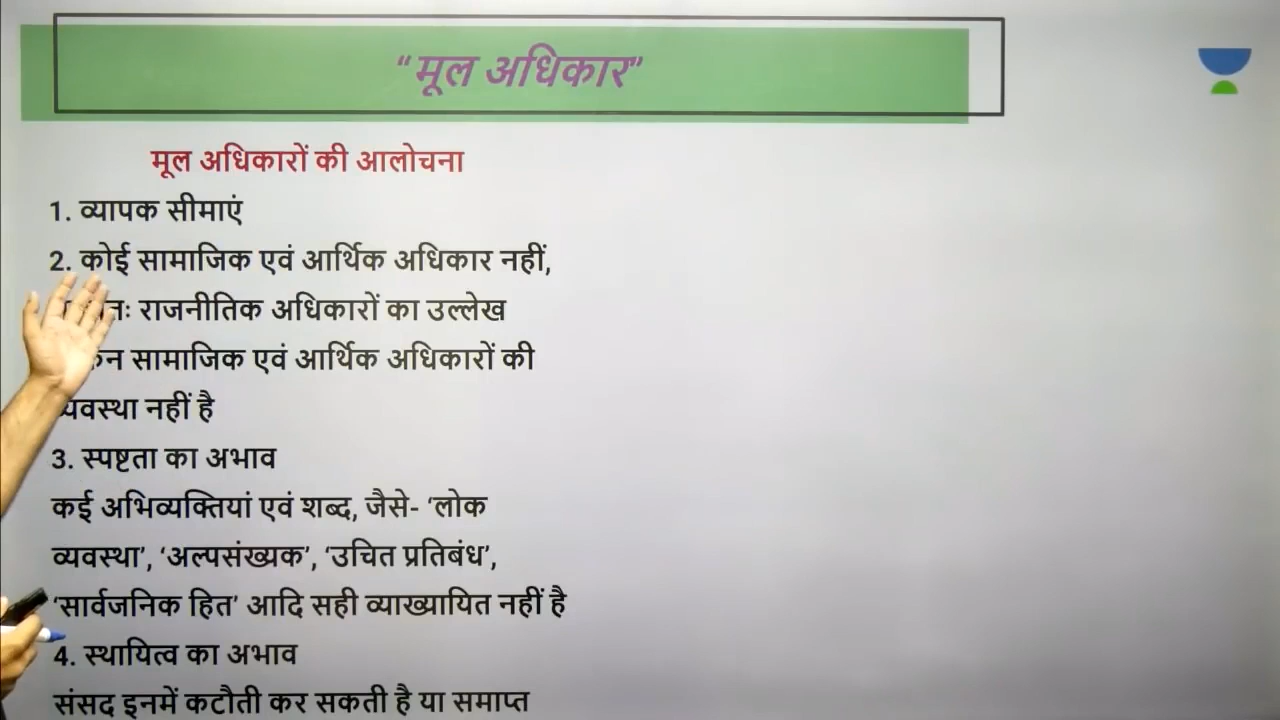 “मूल अधिकार”
मूल अधिकारों की आलोचना
1. व्यापक सीमाएं
2. कोई सामाजिक एवं आर्थिक अधिकार नहीं,
राजनीतिक अधिकारों का उल्लेख
सामाजिक एवं आर्थिक अधिकारों की
व्यवस्था नहीं है
3. स्पष्टता का अभाव
कई अभिव्यक्तियां एवं शब्द, जैसे- ‘लोक
व्यवस्था’, ‘अल्पसंख्यक’, ‘उचित प्रतिबंध’,
‘सार्वजनिक हित’ आदि सही व्याख्यायित नहीं है
4. स्थायित्व का अभाव
संसद इनमें कटौती कर सकती है या समाप्त